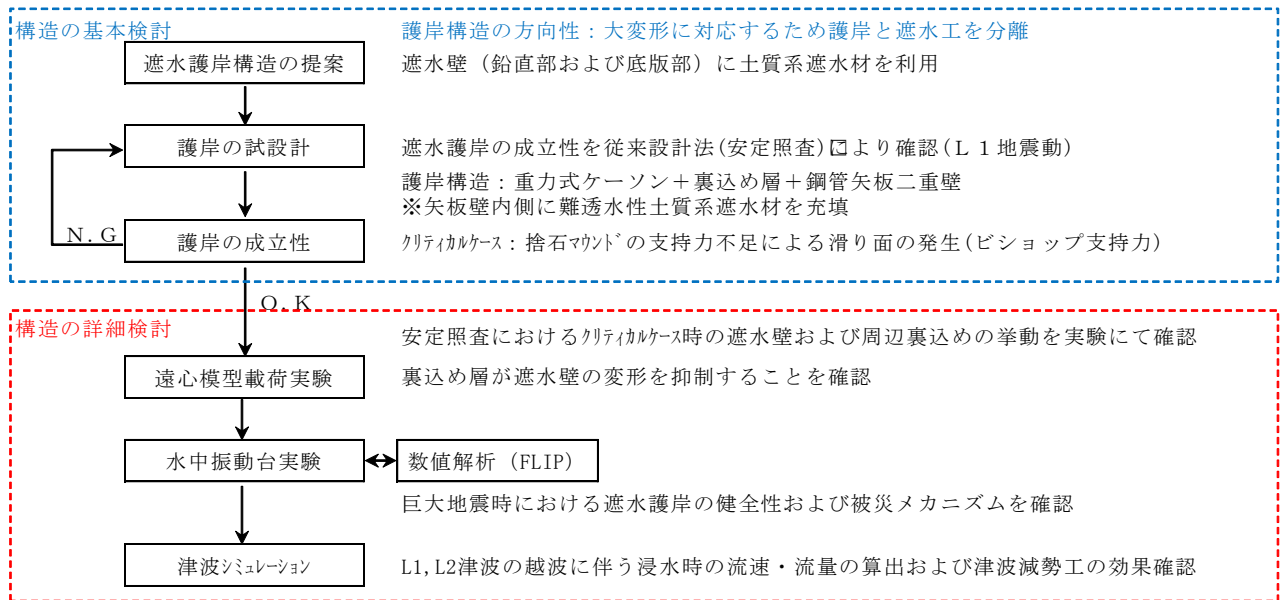 構造の基本検討
護岸構造の方向性：大変形に対応するため護岸と遮水工を分離
遮水護岸構造の提案
遮水壁（鉛直部および底版部）に土質系遮水材を利用
護岸の試設計
遮水護岸の成立性を従来設計法(安定照査)により確認(L１地震動)
護岸構造：重力式ケーソン＋裏込め層＋鋼管矢板二重壁
※矢板壁内側に難透水性土質系遮水材を充填
N.G
護岸の成立性
ｸﾘﾃｨｶﾙｹｰｽ：捨石ﾏｳﾝﾄﾞの支持力不足による滑り面の発生(ビショップ支持力)
O.K
構造の詳細検討
安定照査におけるｸﾘﾃｨｶﾙｹｰｽ時の遮水壁および周辺裏込めの挙動を実験にて確認
遠心模型載荷実験
裏込め層が遮水壁の変形を抑制することを確認
水中振動台実験
数値解析（FLIP）
巨大地震時における遮水護岸の健全性および被災メカニズムを確認
津波ｼﾐｭﾚｰｼｮﾝ
L1,L2津波の越波に伴う浸水時の流速・流量の算出および津波減勢工の効果確認